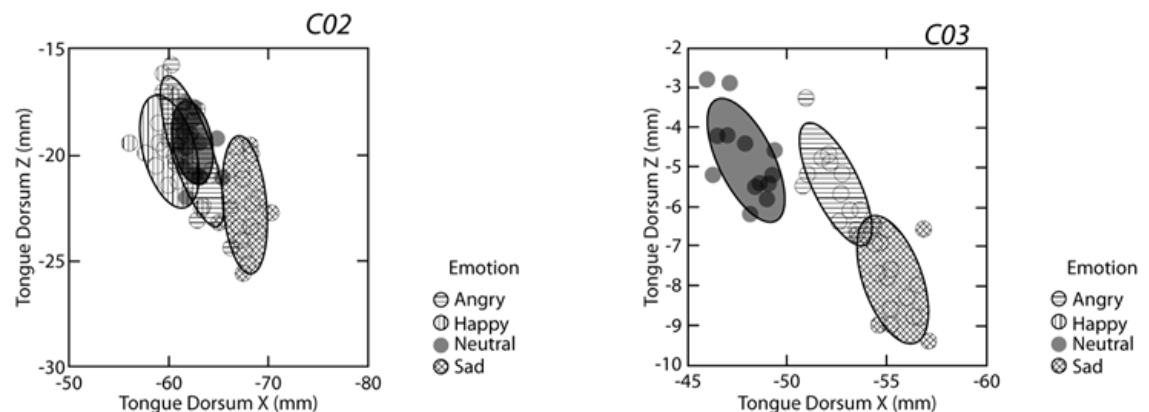 C02
-15
-20
-25
-30
-50
-60
-70
-80
Tongue Dorsum Z (mm)
Tongue Dorsum X (mm)
Emotion
Angry
Happy
Neutral
Sad
C03
-2
-3
-4
-5
-6
-7
-8
-9
-10
-45
-50
-55
-60
Tongue Dorsum Z (mm)
Tongue Dorsum X (mm)
Emotion
Angry
Happy
Neutral
Sad